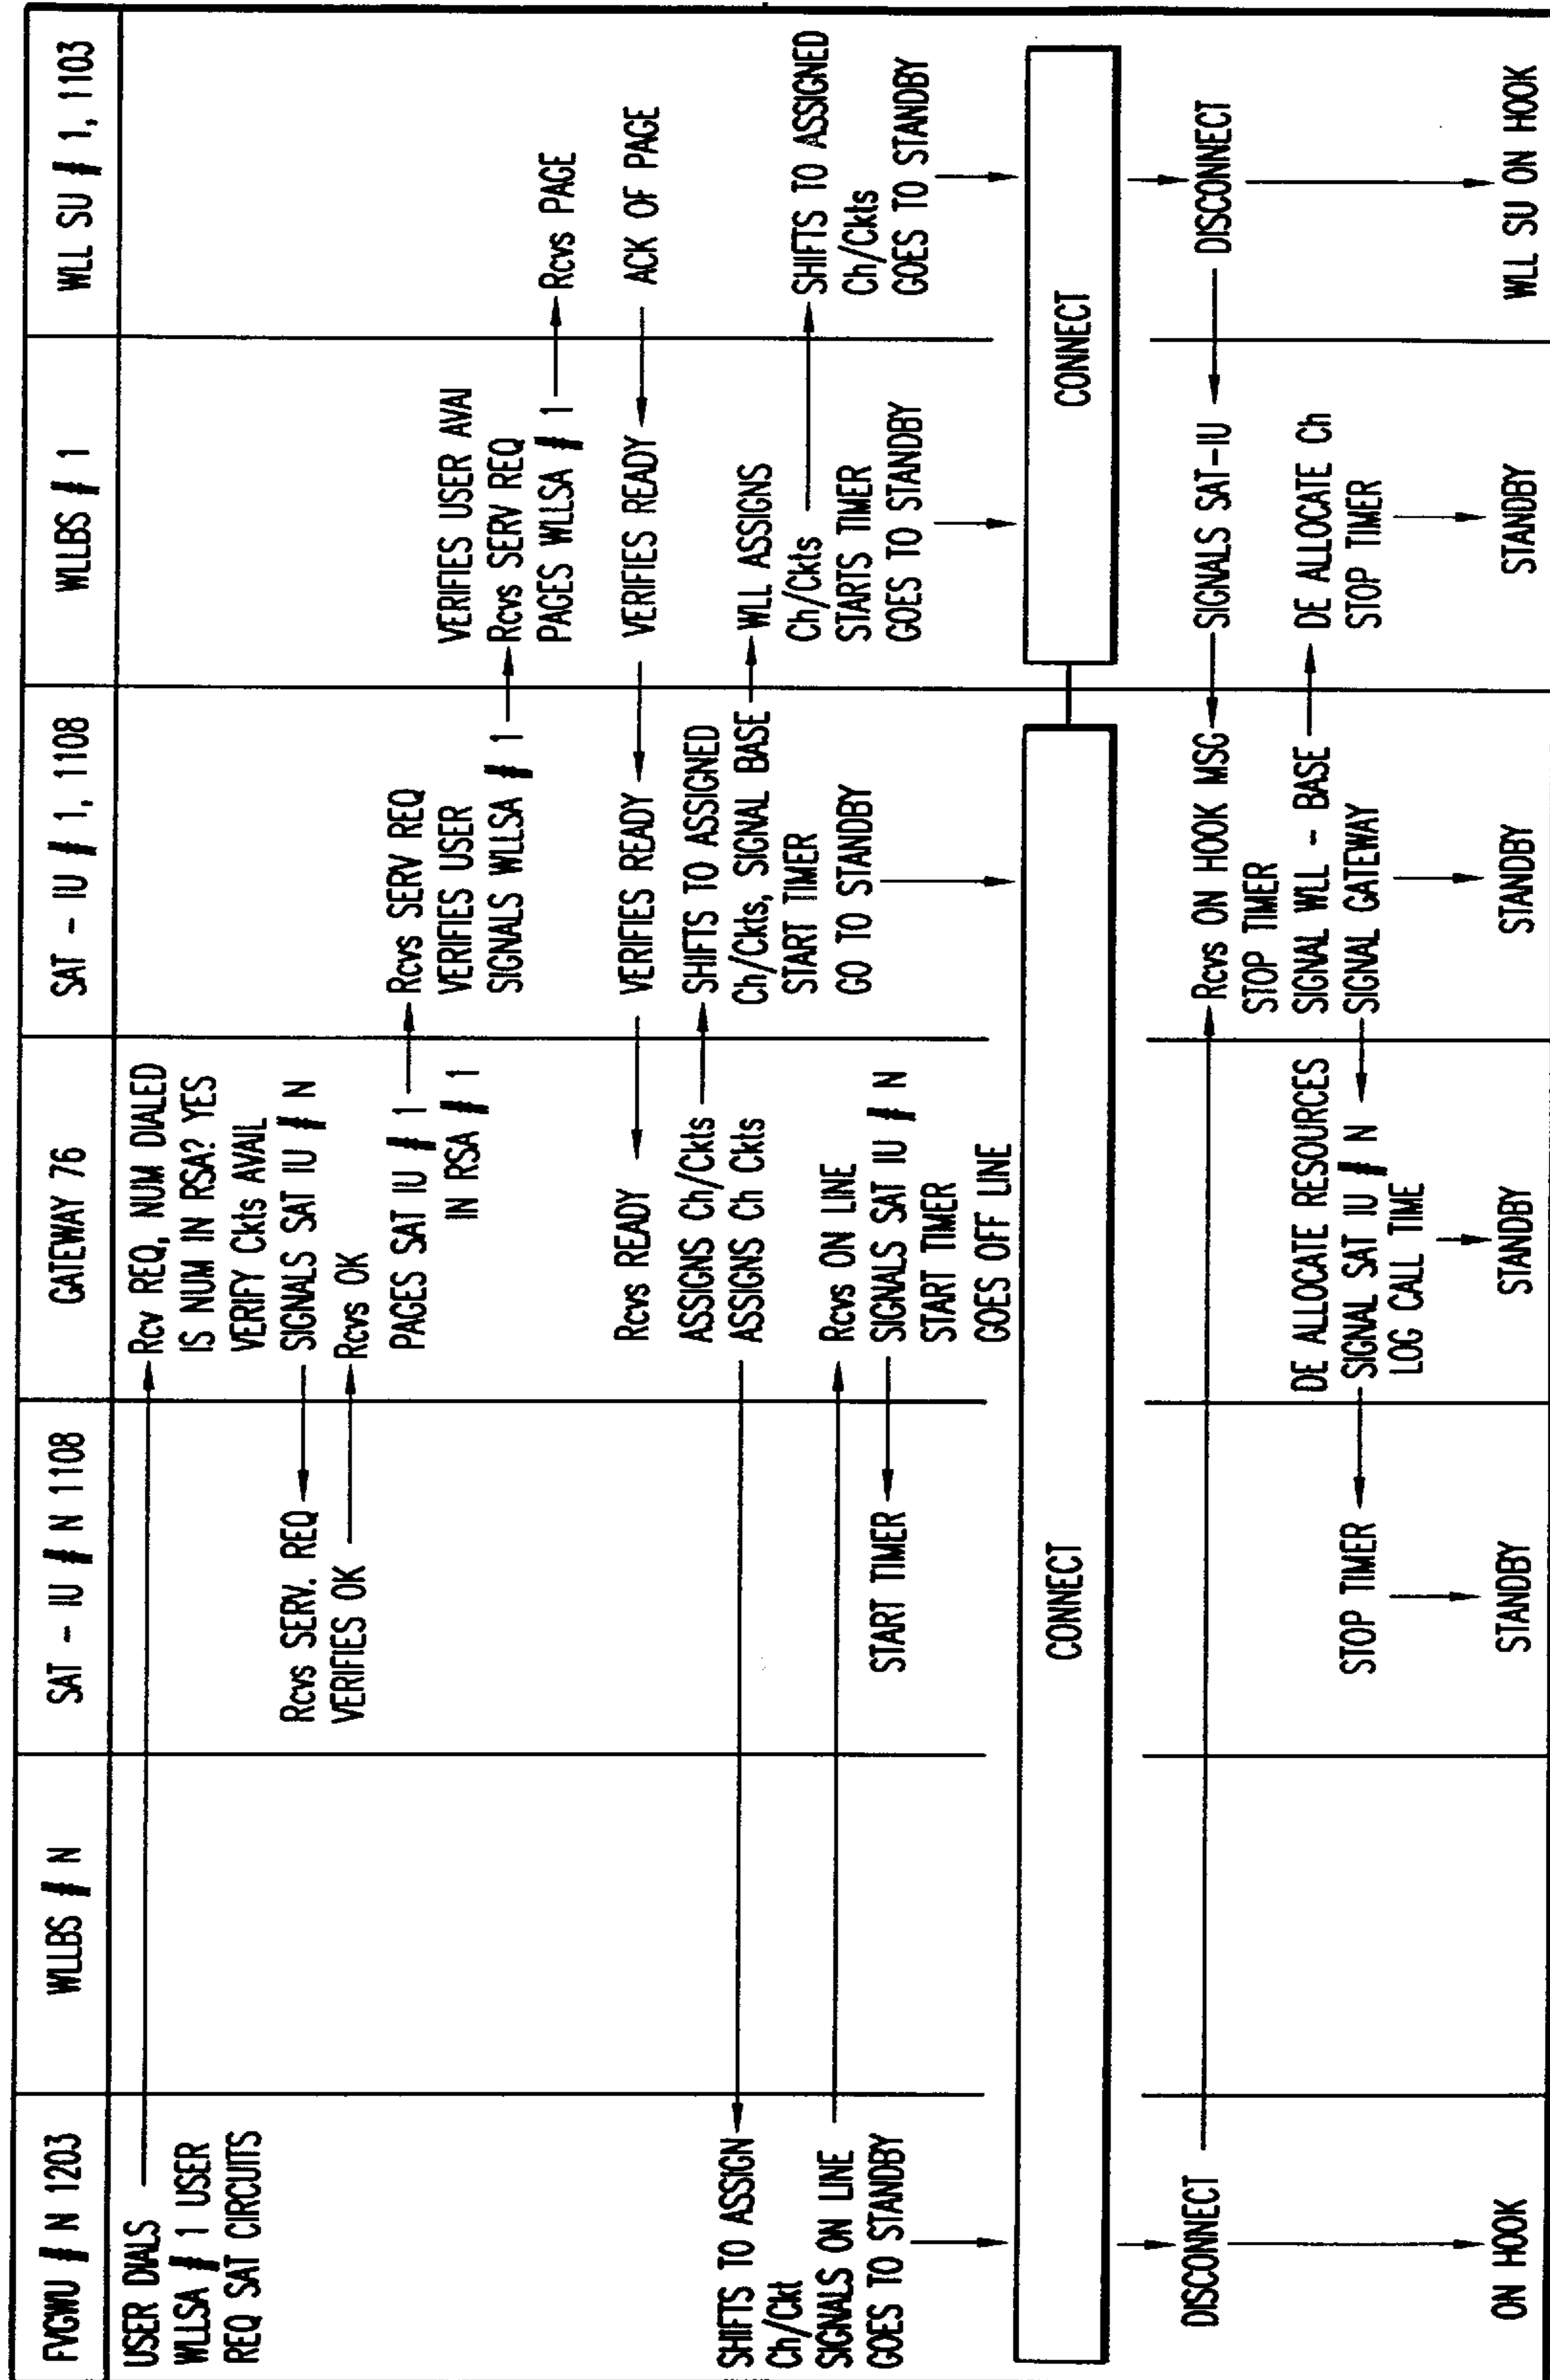 FVGWU # N 1203
WLLBS # N
SAT - IU # N 1108
GATEWAY 76
SAT - IU # 1, 1108
WLLBS # 1
WLL SU # 1, 1103
USER DIALS
WLLSA # 1 USER
REQ SAT CIRCUITS
Rcv REQ, NUM DIALED
IS NUM IN RSA? YES
VERIFY Ckts AVAIL
SIGNALS SAT IU # N
Rcvs SERV. REQ
VERIFIES OK
Rcvs OK
PAGES SAT IU # 1
IN RSA # 1
Rcvs SERV REQ
VERIFIES USER
SIGNALS WLLSA # 1
VERIFIES USER AVAI
Rcvs SERV REQ
PAGES WLLSA # 1
Rcvs PAGE
ACK OF PAGE
VERIFIES READY
VERIFIES READY
Rcvs READY
ASSIGNS Ch/Ckts
ASSIGNS Ch Ckts
SHIFTS TO ASSIGNED
Ch/Ckts, SIGNAL BASE
START TIMER
GO TO STANDBY
WLL ASSIGNS
Ch/Ckts
STARTS TIMER
GOES TO STANDBY
SHIFTS TO ASSIGNED
Ch/Ckts
GOES TO STANDBY
SHIFTS TO ASSIGN
Ch/Ckt
SIGNALS ON LINE
GOES TO STANDBY
Rcvs ON LINE
SIGNALS SAT IU # N
START TIMER
GOES OFF LINE
START TIMER
CONNECT
CONNECT
DISCONNECT
DISCONNECT
SIGNALS SAT-IU
Rcvs ON HOOK MSG
STOP TIMER
SIGNAL WLL - BASE
SIGNAL GATEWAY
DE ALLOCATE Ch
STOP TIMER
DE ALLOCATE RESOURCES
SIGNAL SAT IU # N
LOG CALL TIME
STOP TIMER
ON HOOK
STANDBY
STANDBY
STANDBY
STANDBY
WLL SU ON HOOK